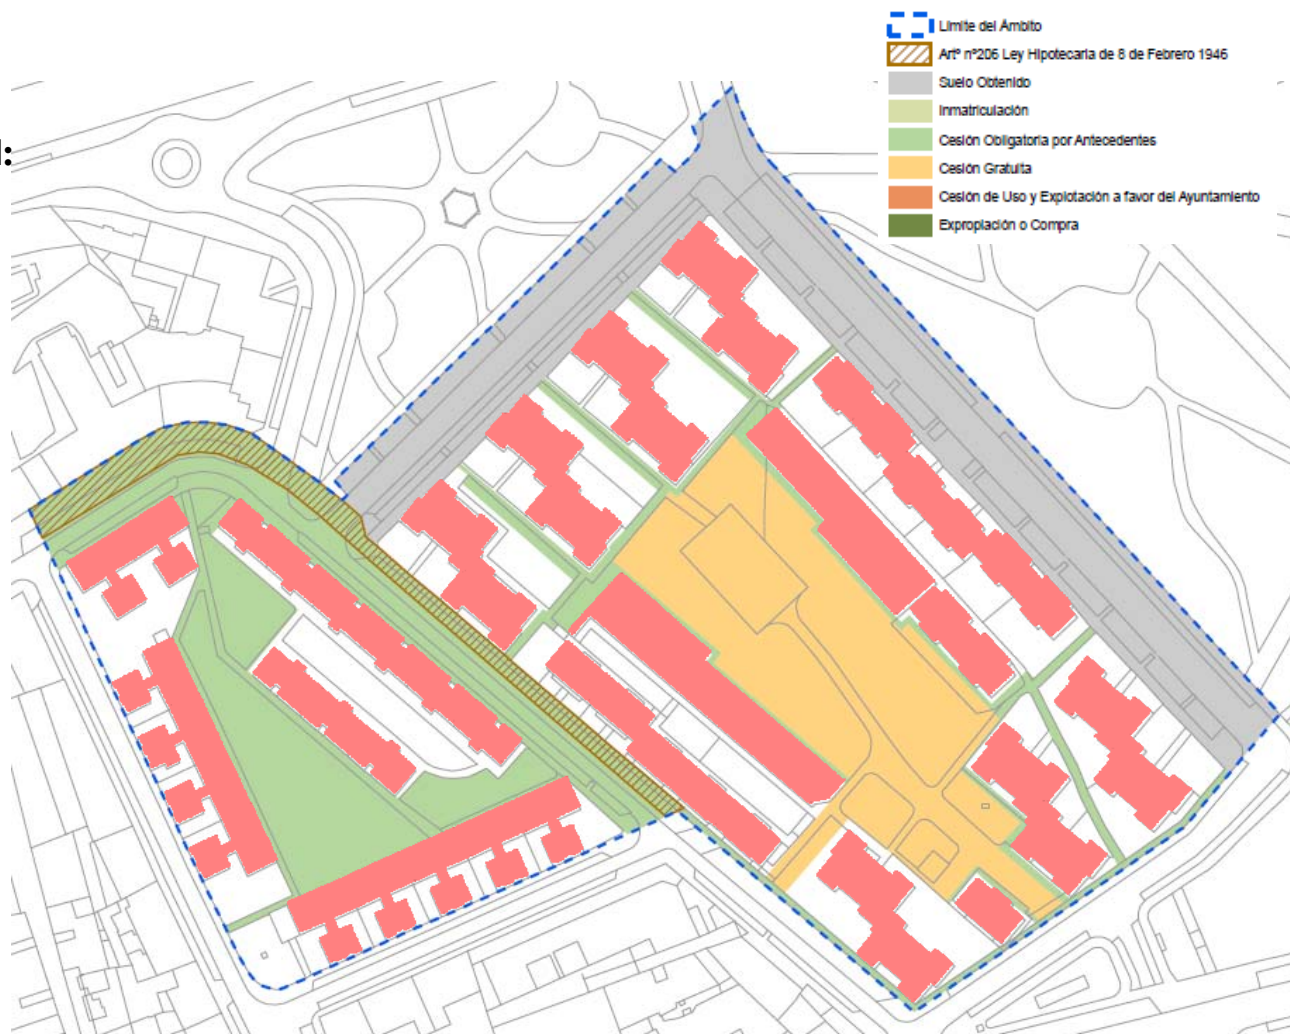 Límite del Ámbito
Artº nº206 Ley Hipotecaria de 8 de Febrero 1946
Suelo Obtenido
Inmatriculación
Cesión Obligatoria por Antecedentes
Cesión Gratuita
Cesión de Uso y Explotación a favor del Ayuntamiento
Expropiación o Compra